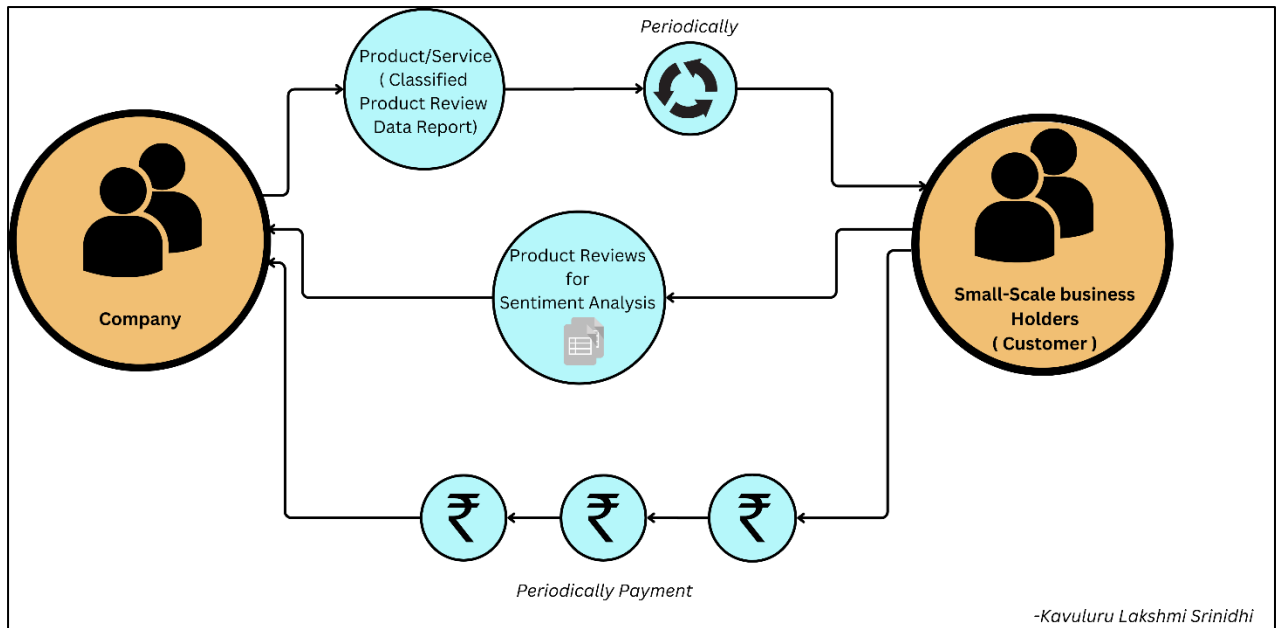 Periodically
Product/Service
( Classified
Product Review
Data Report)
Product Reviews
for
Sentiment Analysis
Company
Small-Scale business
Holders
( Customer )
₹ ₹ ₹
Periodically Payment
-Kavuluru Lakshmi Srinidhi